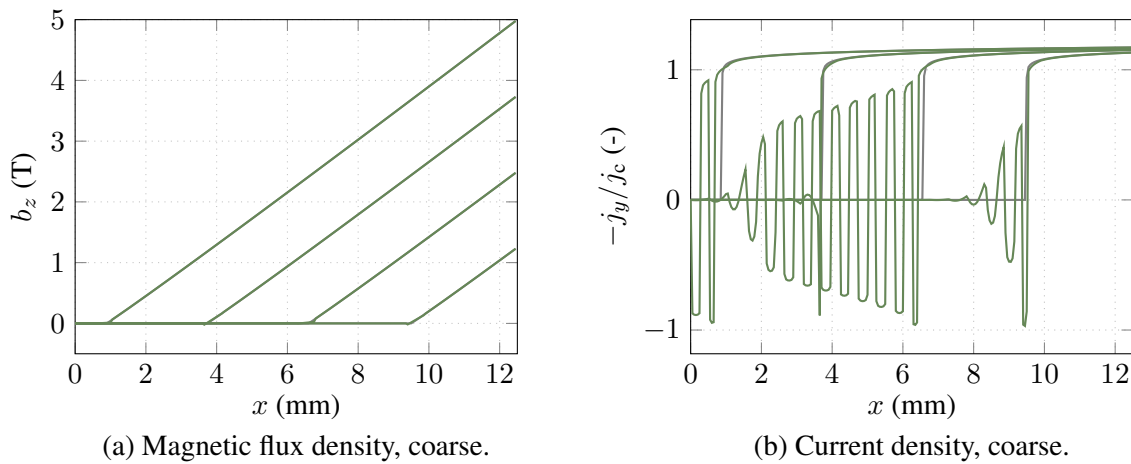 5
4
3
2
1
0
b_z (T)
0 2 4 6 8 10 12
x (mm)
(a) Magnetic flux density, coarse.
1
0
−1
−j_y/j_c (-)
0 2 4 6 8 10 12
x (mm)
(b) Current density, coarse.